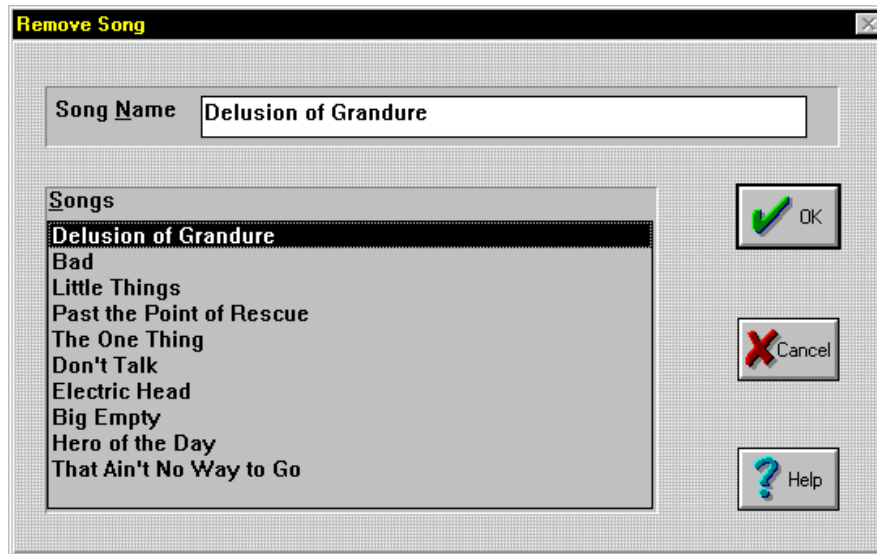 Remove Song
Song Name
Delusion of Grandure
Songs
Delusion of Grandure
Bad
Little Things
Past the Point of Rescue
The One Thing
Don't Talk
Electric Head
Big Empty
Hero of the Day
That Ain't No Way to Go
OK
Cancel
Help